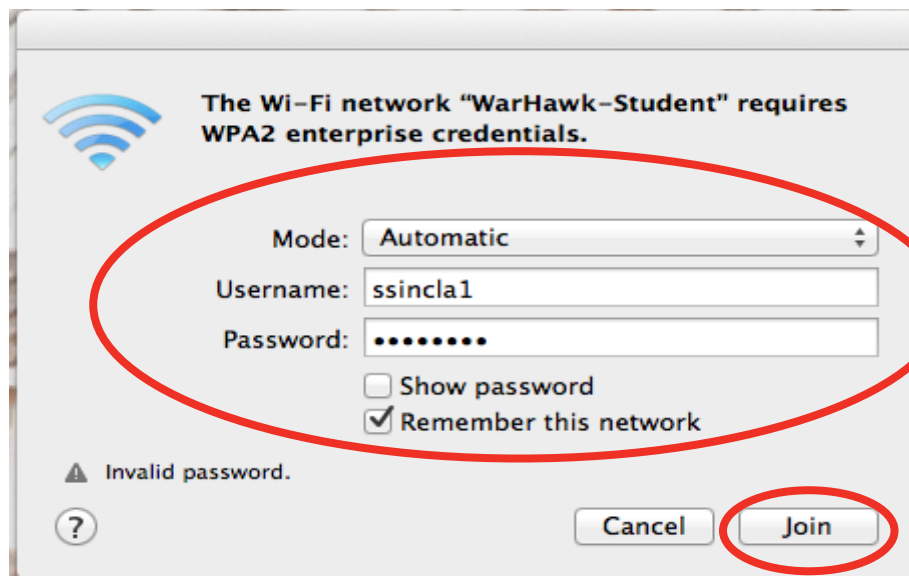 The Wi-Fi network “WarHawk-Student” requires
WPA2 enterprise credentials.
Mode: Automatic
Username: ssincla1
Password: ••••••••
Show password
Remember this network
Invalid password.
? Cancel Join